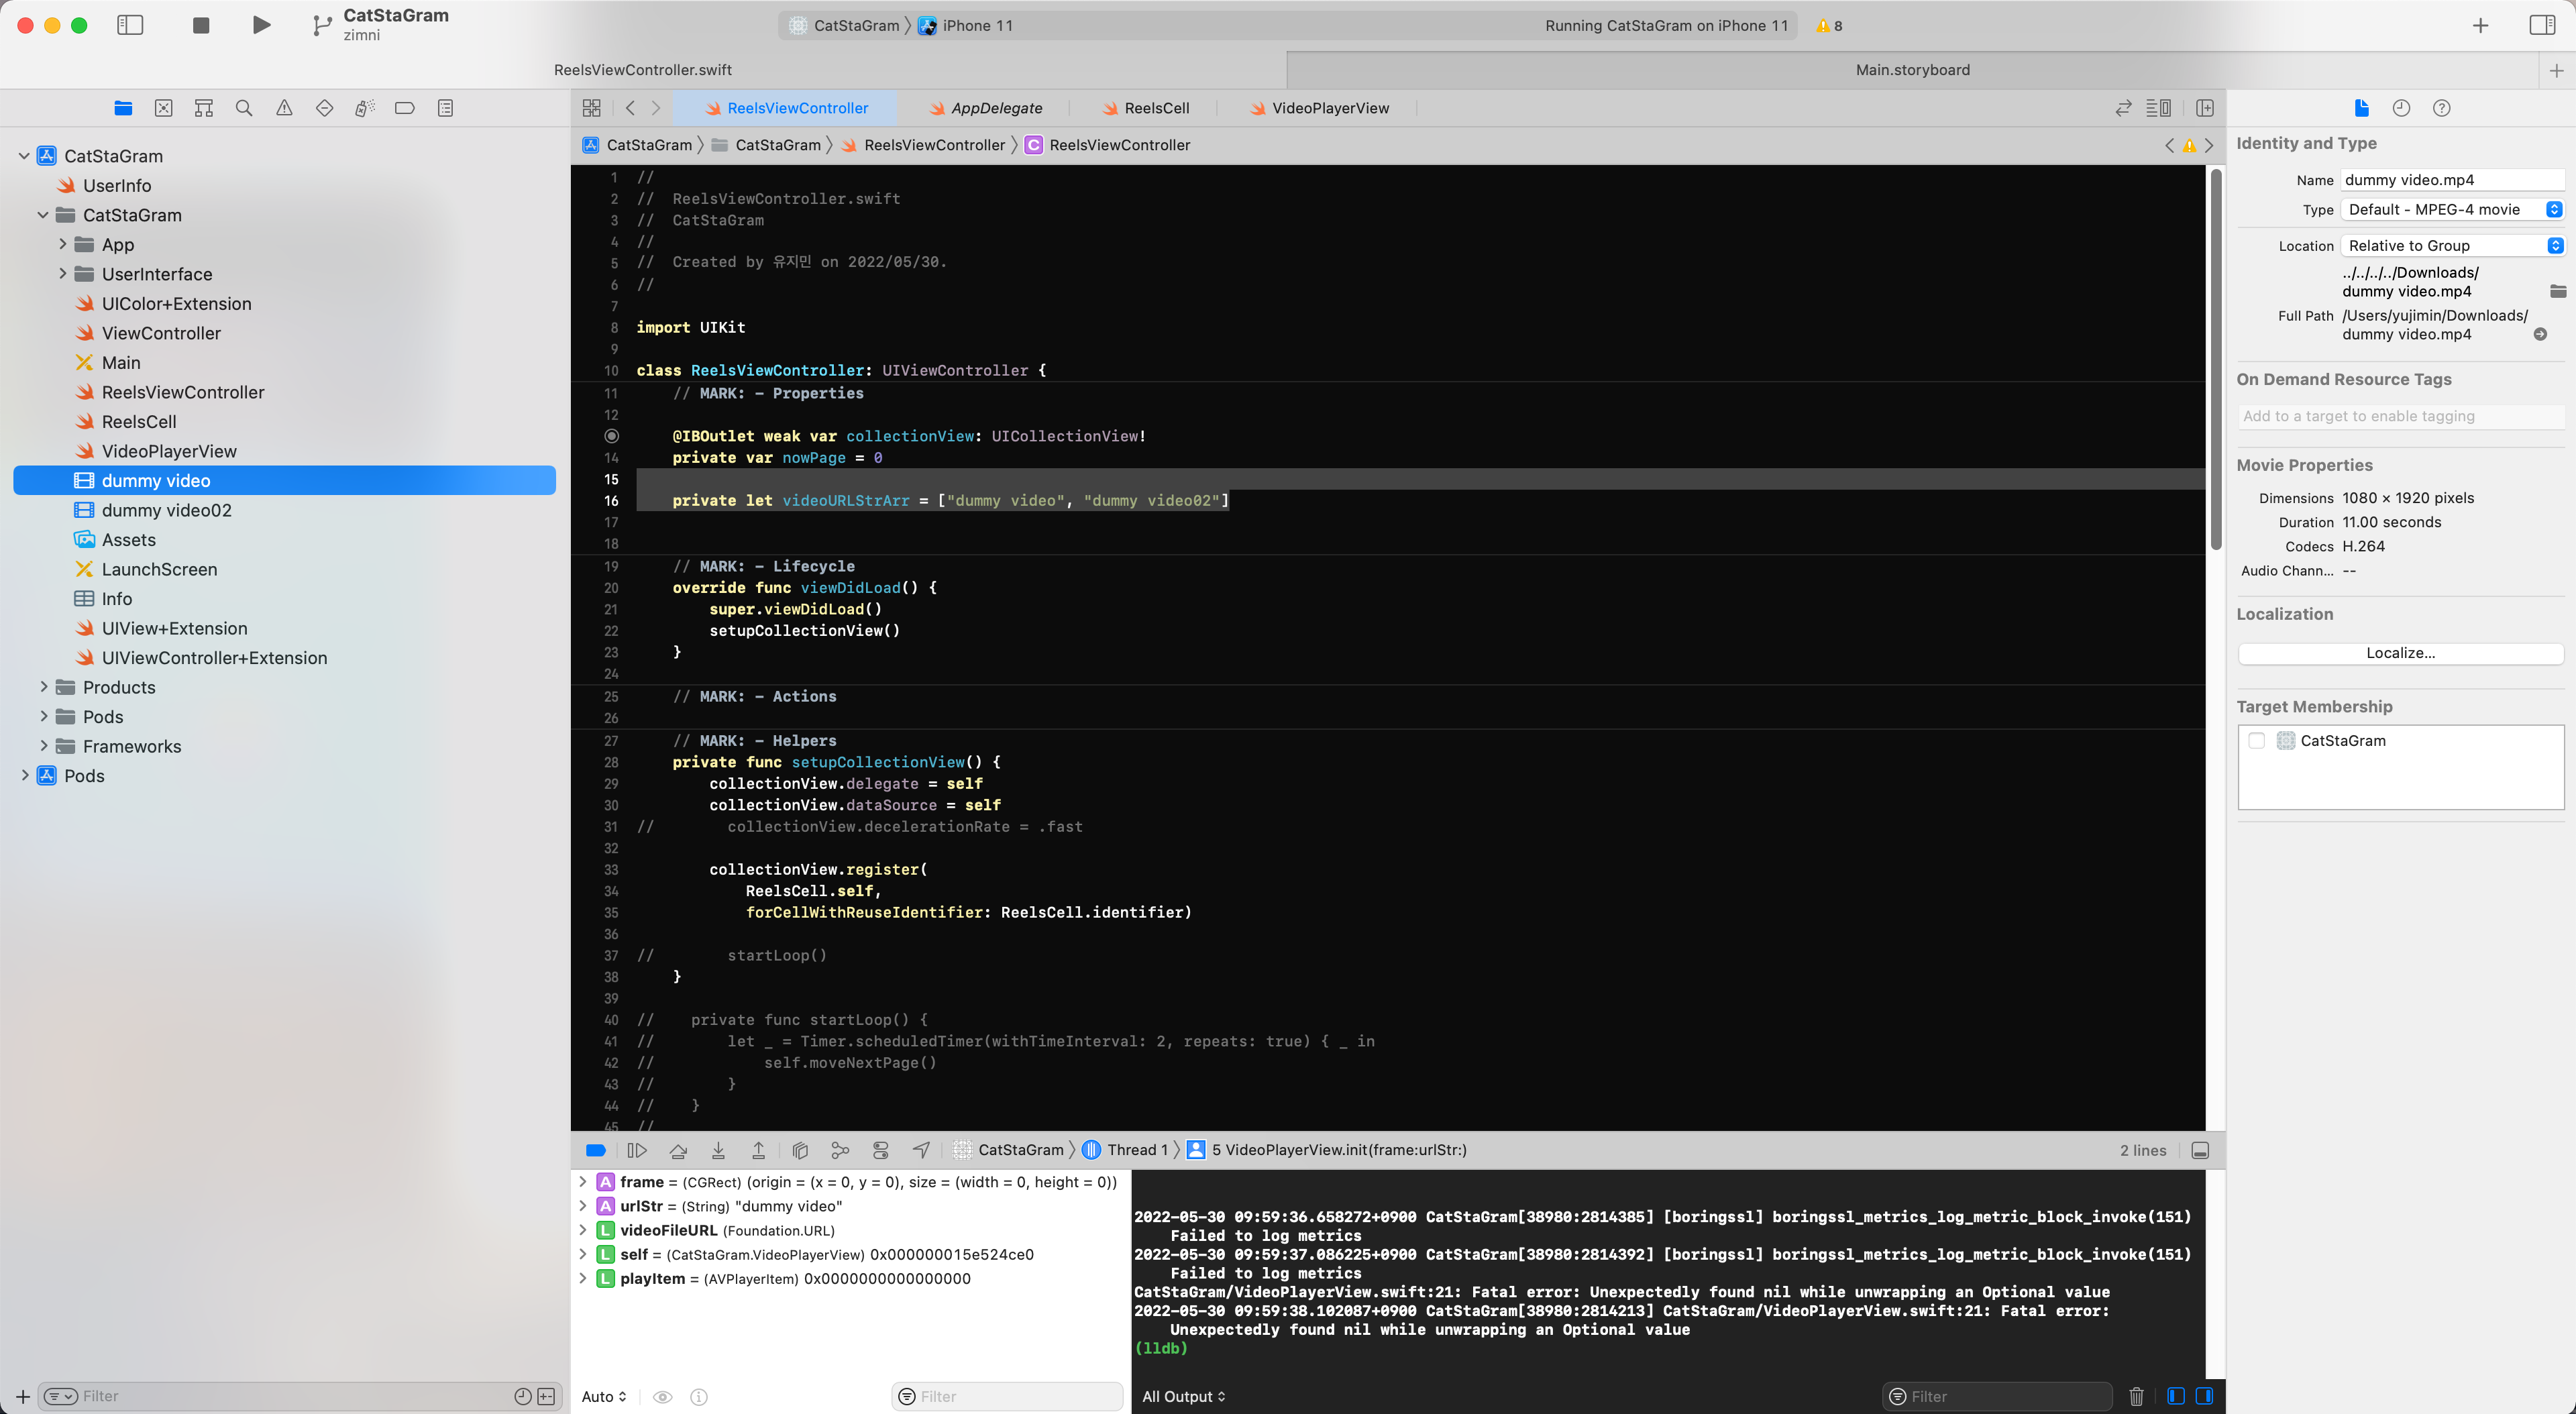 CatStaGram
zimni
CatStaGram 〉 iPhone 11
Running CatStaGram on iPhone 11
8
ReelsViewController.swift
Main.storyboard
CatStaGram
UserInfo
CatStaGram
App
UserInterface
UIColor+Extension
ViewController
Main
ReelsViewController
ReelsCell
VideoPlayerView
dummy video
dummy video02
Assets
LaunchScreen
Info
UIView+Extension
UIViewController+Extension
Products
Pods
Frameworks
Pods
Filter
ReelsViewController
AppDelegate
ReelsCell
VideoPlayerView
CatStaGram 〉 CatStaGram 〉 ReelsViewController 〉 C ReelsViewController
1 //
2 //  ReelsViewController.swift
3 //  CatStaGram
4 //
5 //  Created by 유지민 on 2022/05/30.
6 //
7
8 import UIKit
9
10 class ReelsViewController: UIViewController {
11     // MARK: - Properties
12
@IBOutlet weak var collectionView: UICollectionView!
14     private var nowPage = 0
15
16     private let videoURLStrArr = ["dummy video", "dummy video02"]
17
18
19     // MARK: - Lifecycle
20     override func viewDidLoad() {
21         super.viewDidLoad()
22         setupCollectionView()
23     }
24
25     // MARK: - Actions
26
27     // MARK: - Helpers
28     private func setupCollectionView() {
29         collectionView.delegate = self
30         collectionView.dataSource = self
31 //        collectionView.decelerationRate = .fast
32
33         collectionView.register(
34             ReelsCell.self,
35             forCellWithReuseIdentifier: ReelsCell.identifier)
36
37 //        startLoop()
38     }
39
40 //    private func startLoop() {
41 //        let _ = Timer.scheduledTimer(withTimeInterval: 2, repeats: true) { _ in
42 //            self.moveNextPage()
43 //        }
44 //    }
45 //
CatStaGram 〉 Thread 1 〉 5 VideoPlayerView.init(frame:urlStr:)
2 lines
A frame = (CGRect) (origin = (x = 0, y = 0), size = (width = 0, height = 0))
A urlStr = (String) "dummy video"
L videoFileURL (Foundation.URL)
L self = (CatStaGram.VideoPlayerView) 0x000000015e524ce0
L playItem = (AVPlayerItem) 0x0000000000000000
Auto
Filter
2022-05-30 09:59:36.658272+0900 CatStaGram[38980:2814385] [boringssl] boringssl_metrics_log_metric_block_invoke(151)
Failed to log metrics
2022-05-30 09:59:37.086225+0900 CatStaGram[38980:2814392] [boringssl] boringssl_metrics_log_metric_block_invoke(151)
Failed to log metrics
CatStaGram/VideoPlayerView.swift:21: Fatal error: Unexpectedly found nil while unwrapping an Optional value
2022-05-30 09:59:38.102087+0900 CatStaGram[38980:2814213] CatStaGram/VideoPlayerView.swift:21: Fatal error:
Unexpectedly found nil while unwrapping an Optional value
(lldb)
All Output
Filter
Identity and Type
Name dummy video.mp4
Type Default - MPEG-4 movie
Location Relative to Group
../../../../Downloads/
dummy video.mp4
Full Path /Users/yujimin/Downloads/
dummy video.mp4
On Demand Resource Tags
Add to a target to enable tagging
Movie Properties
Dimensions 1080 × 1920 pixels
Duration 11.00 seconds
Codecs H.264
Audio Chann... --
Localization
Localize...
Target Membership
CatStaGram